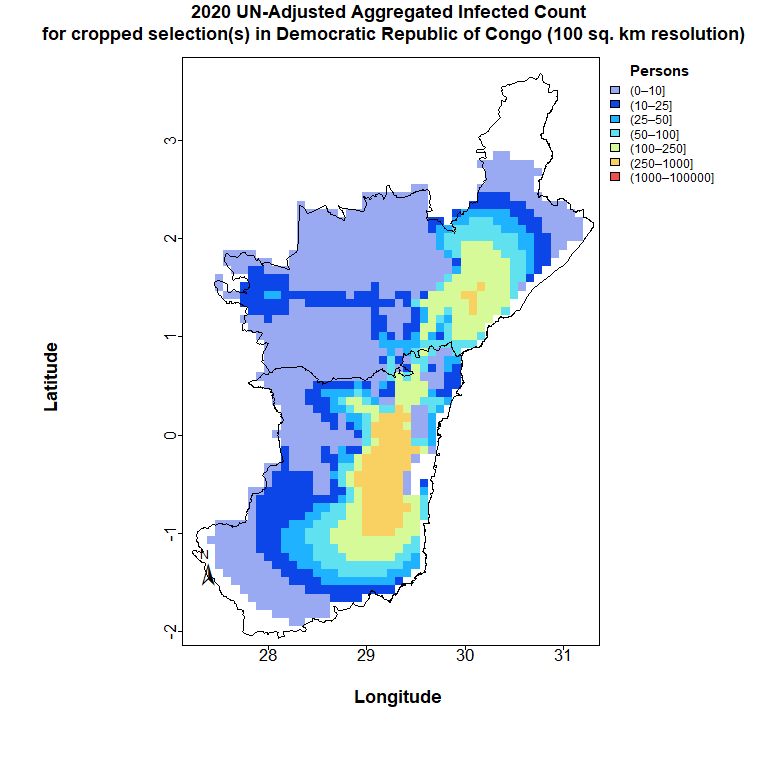 2020 UN-Adjusted Aggregated Infected Count
for cropped selection(s) in Democratic Republic of Congo (100 sq. km resolution)
Persons
(0–10]
(10–25]
(25–50]
(50–100]
(100–250]
(250–1000]
(1000–100000]
3
2
1
0
-1
-2
Latitude
N
28 29 30 31
Longitude